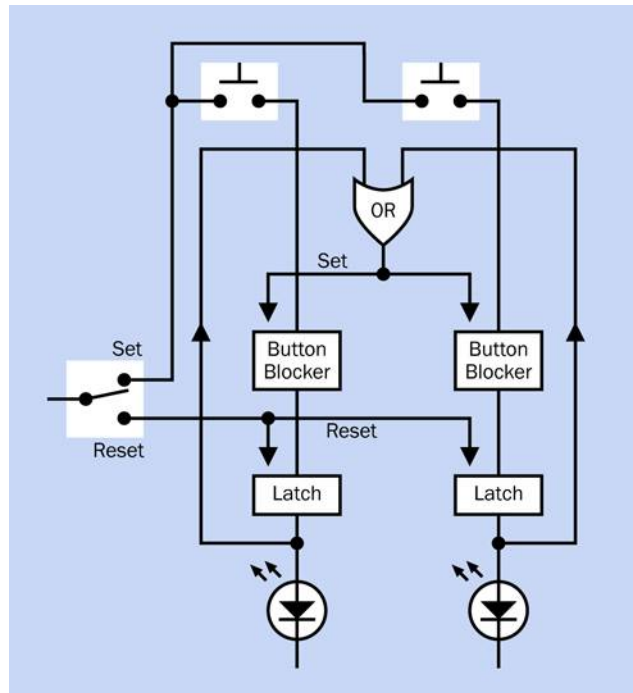 OR
Set
Button
Blocker
Button
Blocker
Set
Reset
Reset
Latch
Latch